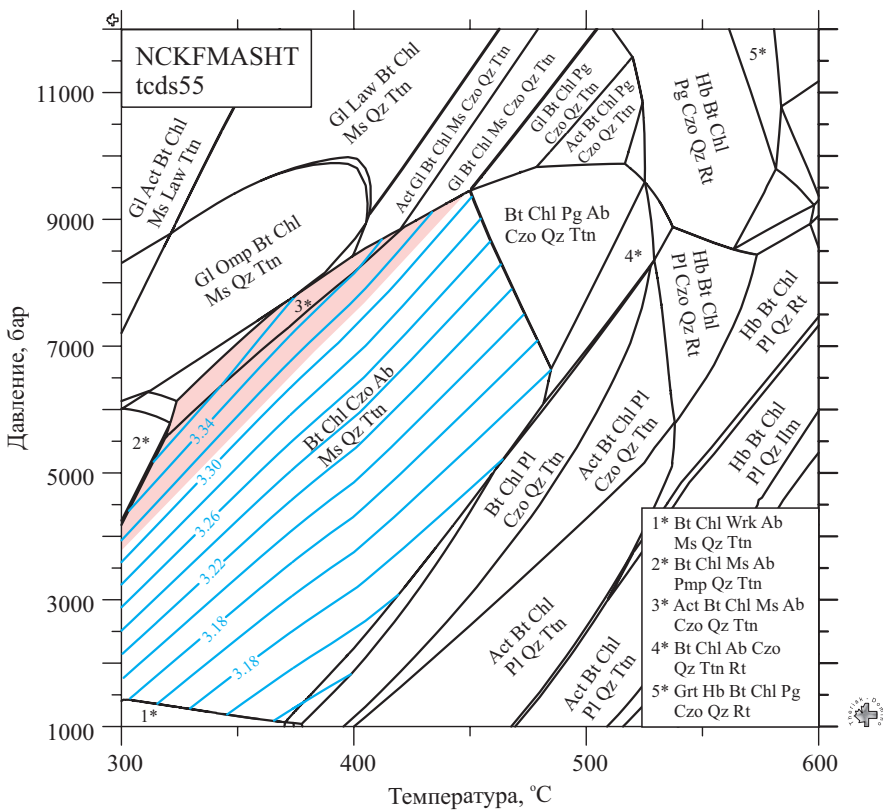 NCKFMASHT
tcds55
5*
Gl Act Bt Chl
Ms Law Ttn
Gl Law Bt Chl
Ms Qz Ttn
Act Gl Bt Chl Ms Czo Qz Ttn
Gl Bt Chl Ms Czo Qz Ttn
Gl Bt Chl Pg
Czo Qz Ttn
Act Bt Chl Pg
Czo Qz Ttn
Hb Bt Chl
Pg Czo Qz Rt
Gl Omp Bt Chl
Ms Qz Ttn
Bt Chl Pg Ab
Czo Qz Ttn
4*
3*
Hb Bt Chl
Pl Czo Qz Rt
Hb Bt Chl
Pl Qz Rt
Bt Chl Czo Ab
Ms Qz Ttn
2*
3.34
3.30
3.26
3.22
3.18
3.18
Bt Chl Pl
Czo Qz Ttn
Act Bt Chl Pl
Czo Qz Ttn
Hb Bt Chl
Pl Qz Ilm
Act Bt Chl
Pl Qz Ttn
Act Bt Chl
Pl Qz Ttn
1*
1* Bt Chl Wrk Ab
Ms Qz Ttn
2* Bt Chl Ms Ab
Pmp Qz Ttn
3* Act Bt Chl Ms Ab
Czo Qz Ttn
4* Bt Chl Ab Czo
Qz Ttn Rt
5* Grt Hb Bt Chl Pg
Czo Qz Rt
11000
9000
7000
5000
3000
1000
Давление, бар
300
400
500
600
Температура, °C
Theriak - Domino